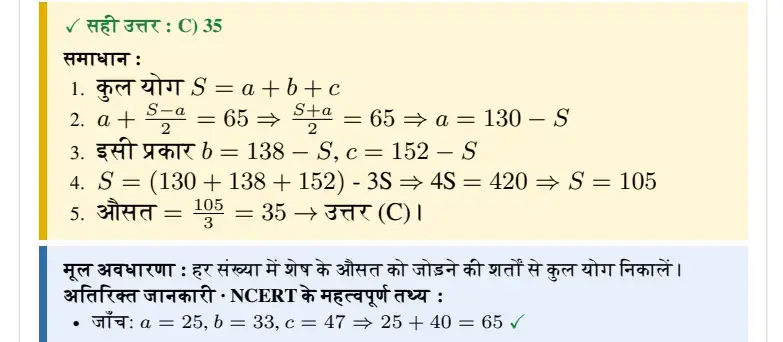 ✓ सही उत्तर : C) 35
समाधान :
1. कुल योग S = a + b + c
2. a + (S−a)/2 = 65 ⇒ (S+a)/2 = 65 ⇒ a = 130 − S
3. इसी प्रकार b = 138 − S, c = 152 − S
4. S = (130 + 138 + 152) - 3S ⇒ 4S = 420 ⇒ S = 105
5. औसत = 105/3 = 35 → उत्तर (C)।
मूल अवधारणा : हर संख्या में शेष के औसत को जोड़ने की शर्तों से कुल योग निकालें।
अतिरिक्त जानकारी · NCERT के महत्वपूर्ण तथ्य :
• जाँच: a = 25, b = 33, c = 47 ⇒ 25 + 40 = 65 ✓